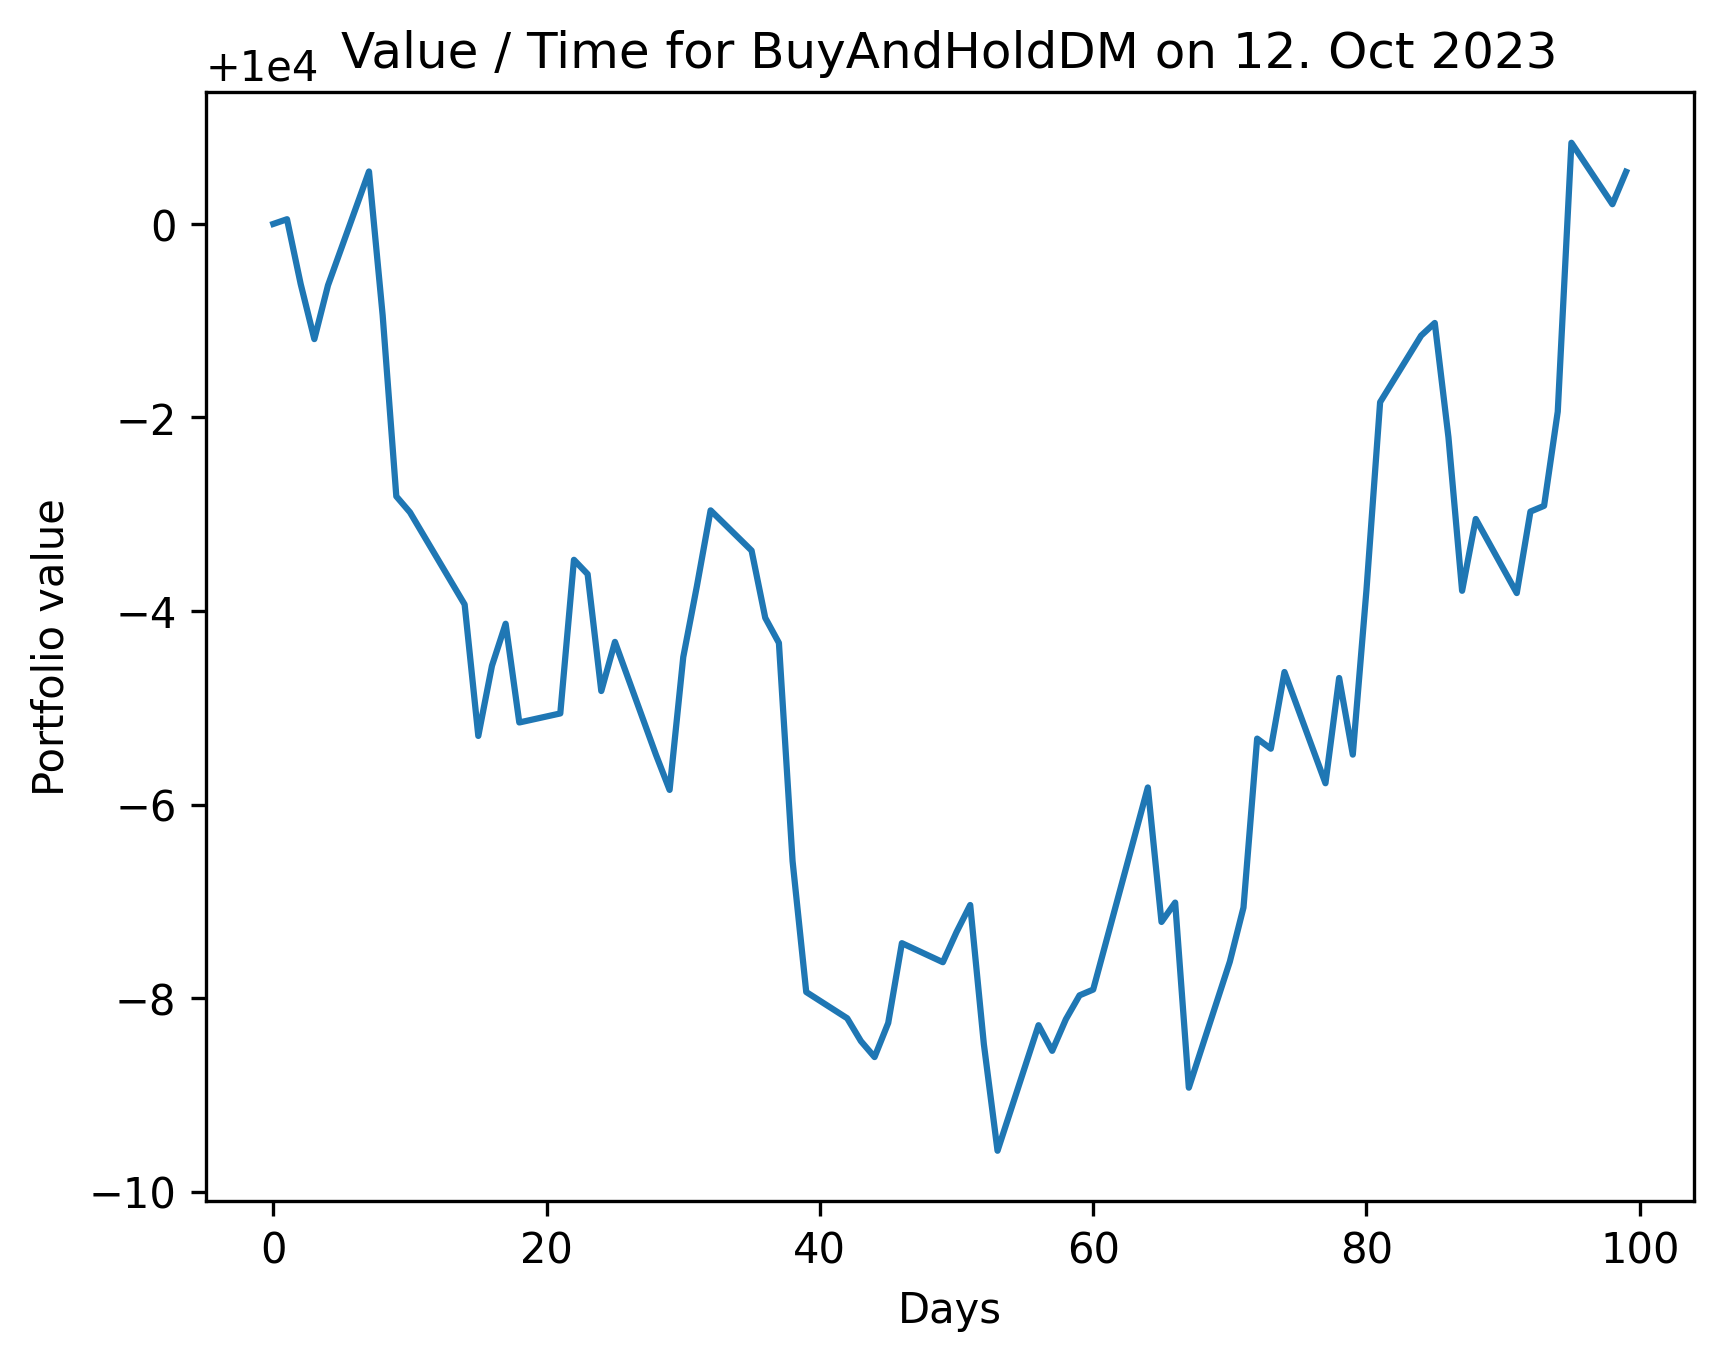 Value / Time for BuyAndHoldDM on 12. Oct 2023
+1e4
0
−2
−4
−6
−8
−10
Portfolio value
0 20 40 60 80 100
Days